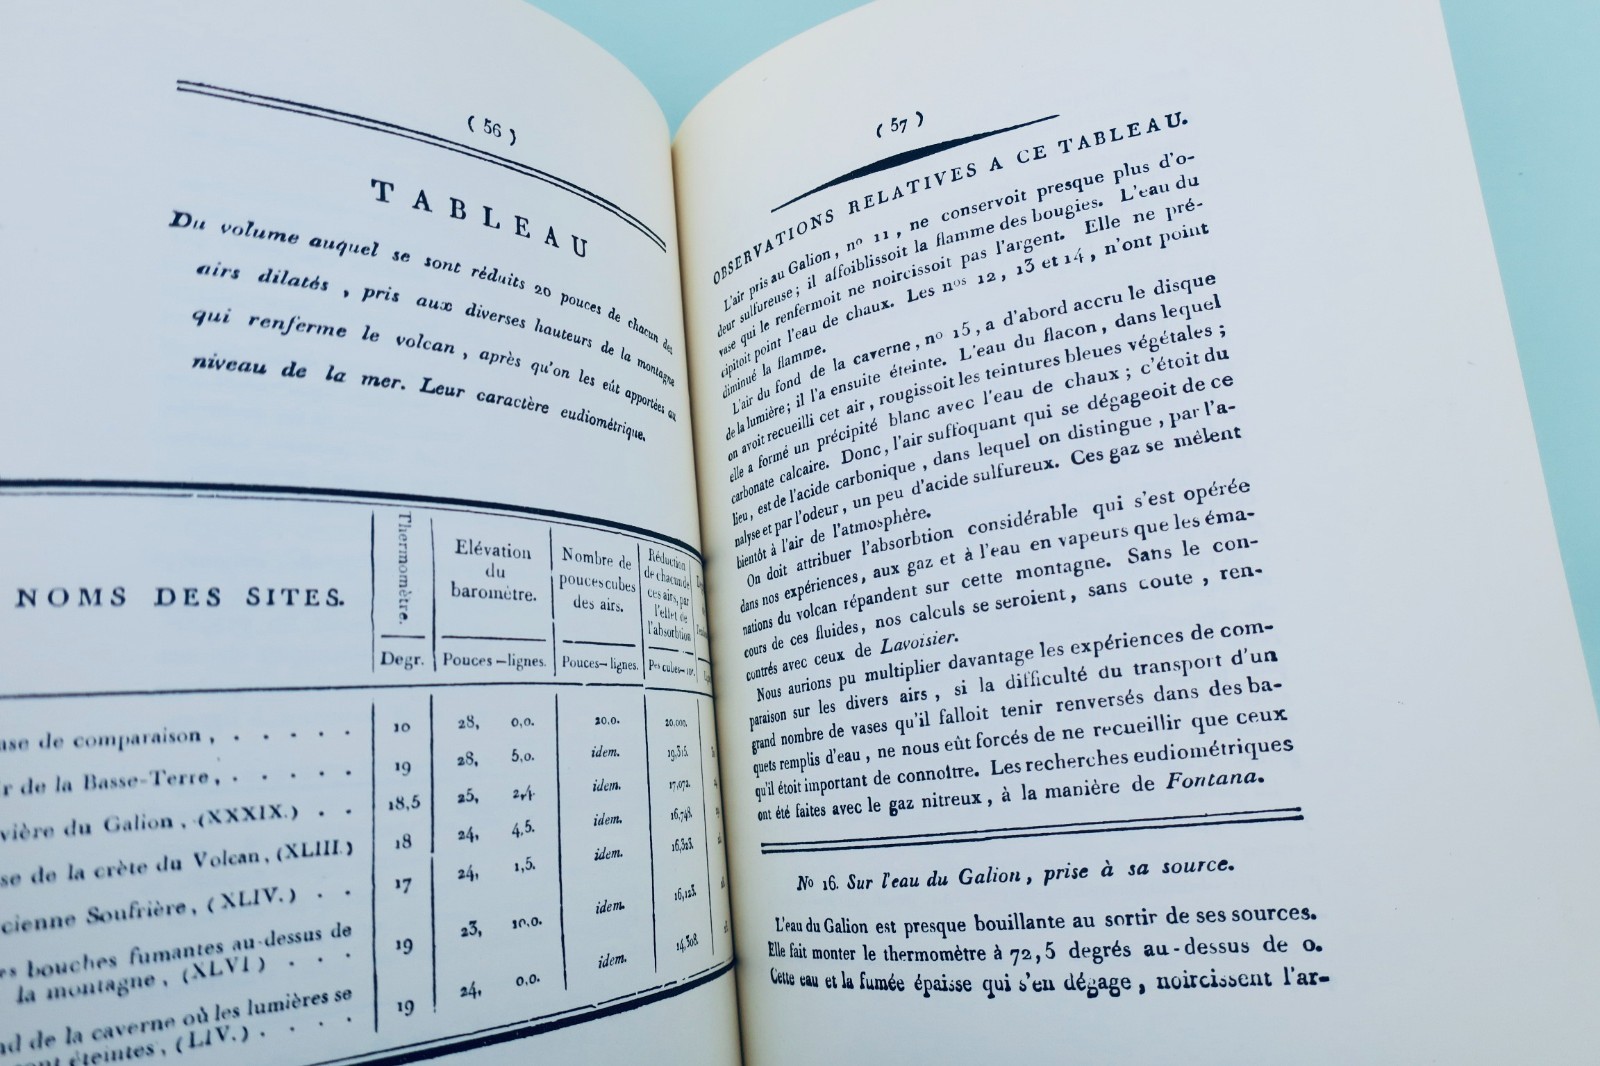 ( 56 )
TABLEAU
Du volume auquel se sont réduits 20 pouces de chacun des
airs dilatés, pris aux diverses hauteurs de la montagne
qui renferme le volcan, après qu'on les eût apportées au
niveau de la mer. Leur caractère eudiométrique.
NOMS DES SITES.
Thermomètre.
Degr.
Elévation
du
baromètre.
Pouces—lignes.
Nombre de
pouces cubes
des airs.
Pouces—lignes.
Réduction
de chacun de
ces airs, par
l'effet de
l'absorbtion
de comparaison, . . . . . 10 28, 0,0. 20,0. 20,000.
de la Basse-Terre, . . . . 19 28, 5,0. idem. 19,315.
du Galion, (XXXIX.) . . 18,5 25, 2,4. idem. 17,072.
de la crète du Volcan, (XLIII.) 18 24, 4,5. idem. 16,748.
Soufrière, (XLIV.) . . 17 24, 1,5. idem.
bouches fumantes au-dessus de
la montagne, (XLVI) . . . 19 23, 10,0. idem.
de la caverne où les lumières se
éteintes, (LIV.) . . . . 19 24, 0,0. idem.
( 57 )
OBSERVATIONS RELATIVES A CE TABLEAU.
L'air pris au Galion, nº 11, ne conservoit presque plus d'o-
deur sulfureuse; il affoiblissoit la flamme des bougies. L'eau du
vase qui le renfermoit ne noircissoit pas l'argent. Elle ne pré-
cipitoit point l'eau de chaux. Les nos 12, 13 et 14, n'ont point
diminué la flamme.
L'air du fond de la caverne, nº 15, a d'abord accru le disque
de la lumière; il l'a ensuite éteinte. L'eau du flacon, dans lequel
on avoit recueilli cet air, rougissoit les teintures bleues végétales;
elle a formé un précipité blanc avec l'eau de chaux; c'étoit du
carbonate calcaire. Donc, l'air suffoquant qui se dégageoit de ce
lieu, est de l'acide carbonique, dans lequel on distingue, par l'a-
nalyse et par l'odeur, un peu d'acide sulfureux. Ces gaz se mêlent
bientôt à l'air de l'atmosphère.
On doit attribuer l'absorbtion considérable qui s'est opérée
dans nos expériences, aux gaz et à l'eau en vapeurs que les éma-
nations du volcan répandent sur cette montagne. Sans le con-
cours de ces fluides, nos calculs se seroient, sans doute, ren-
contrés avec ceux de Lavoisier.
Nous aurions pu multiplier davantage les expériences de com-
paraison sur les divers airs, si la difficulté du transport d'un
grand nombre de vases qu'il falloit tenir renversés dans des ba-
quets remplis d'eau, ne nous eût forcés de ne recueillir que ceux
qu'il étoit important de connoître. Les recherches eudiométriques
ont été faites avec le gaz nitreux, à la manière de Fontana.
Nº 16. Sur l'eau du Galion, prise à sa source.
L'eau du Galion est presque bouillante au sortir de ses sources.
Elle fait monter le thermomètre à 72,5 degrés au-dessus de 0.
Cette eau et la fumée épaisse qui s'en dégage, noircissent l'ar-